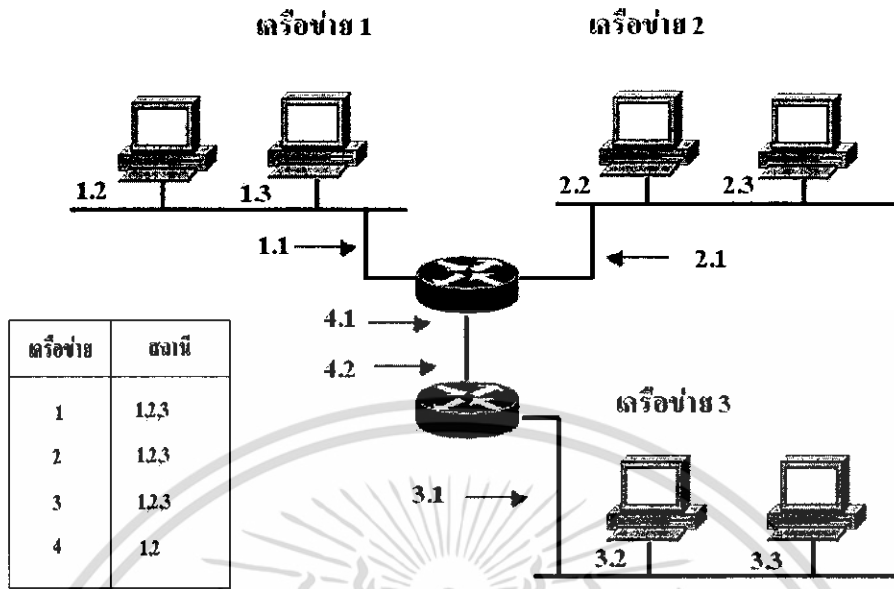 เครือข่าย 1 เครือข่าย 2
1.2 1.3 2.2 2.3
1.1 2.1
4.1
4.2
เครือข่าย สถานี
1 1,2,3
2 1,2,3
3 1,2,3
4 1,2
เครือข่าย 3
3.1
3.2 3.3